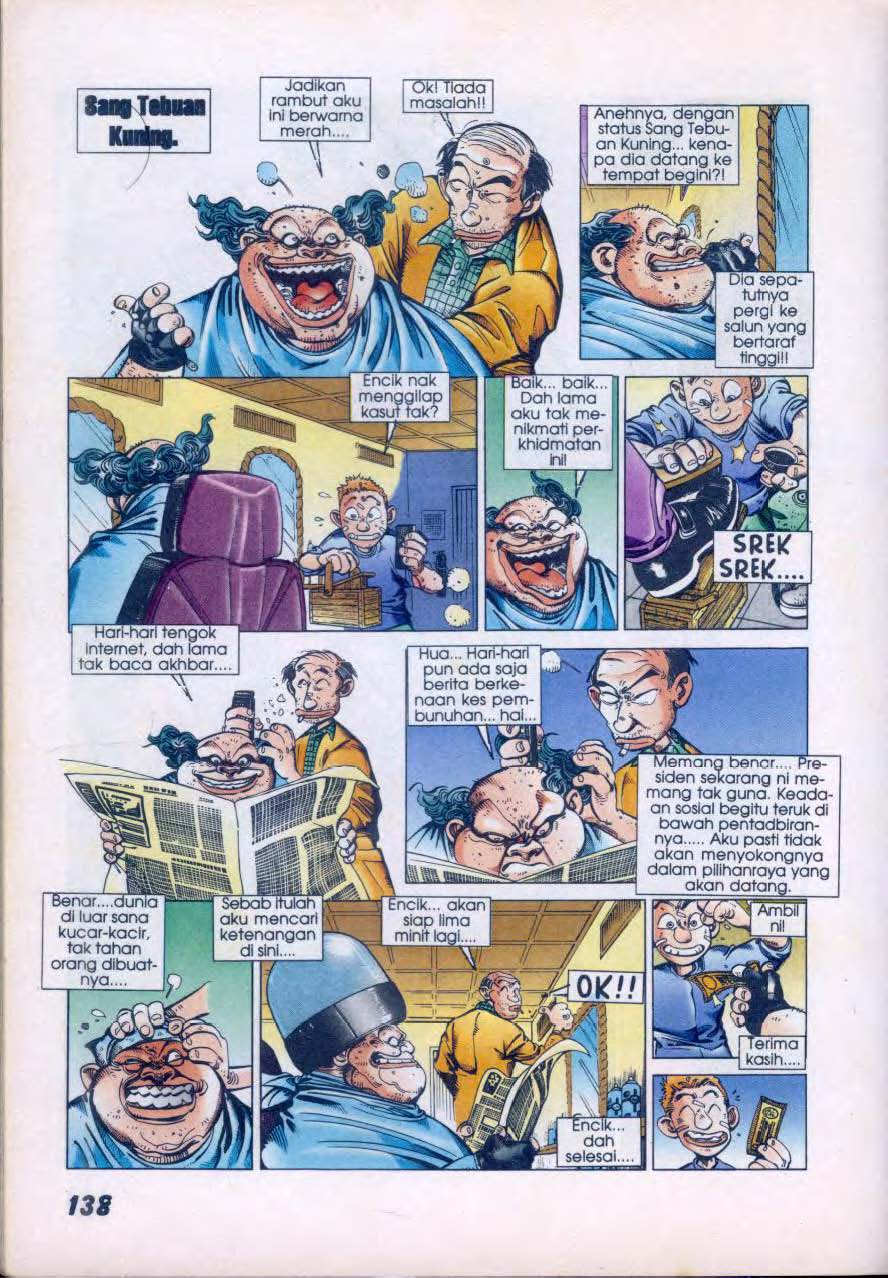 Sang Tebuan
Kuning.
Jadikan
rambut aku
ini berwarna
merah....
Ok! Tiada
masalah!!
Anehnya, dengan
status Sang Tebu-
an Kuning... kena-
pa dia datang ke
tempat begini?!
Dia sepa-
tutnya
pergi ke
salun yang
bertaraf
tinggi!!
Encik nak
menggilap
kasut tak?
Baik... baik...
Dah lama
aku tak me-
nikmati per-
khidmatan
ini!
SREK
SREK....
Hari-hari tengok
internet, dah lama
tak baca akhbar....
Hua... Hari-hari
pun ada saja
berita berke-
naan kes pem-
bunuhan... hai...
Memang benar.... Pre-
siden sekarang ni me-
mang tak guna. Keada-
an sosial begitu teruk di
bawah pentadbiran-
nya..... Aku pasti tidak
akan menyokongnya
dalam pilihanraya yang
akan datang.
Benar....dunia
di luar sana
kucar-kacir,
tak tahan
orang dibuat-
nya....
Sebab itulah
aku mencari
ketenangan
di sini....
Encik... akan
siap lima
minit lagi....
OK!!
Encik...
dah
selesai....
Ambil
ni!
Terima
kasih....
138